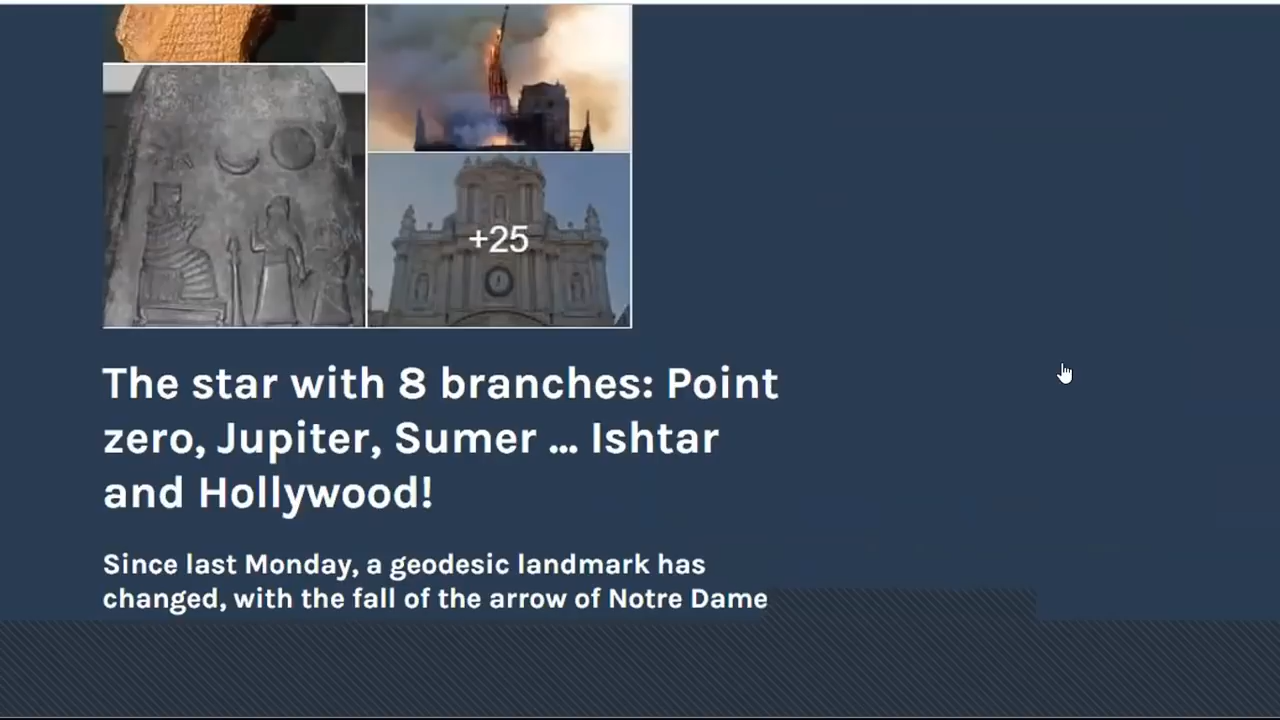 +25
The star with 8 branches: Point
zero, Jupiter, Sumer ... Ishtar
and Hollywood!
Since last Monday, a geodesic landmark has
changed, with the fall of the arrow of Notre Dame